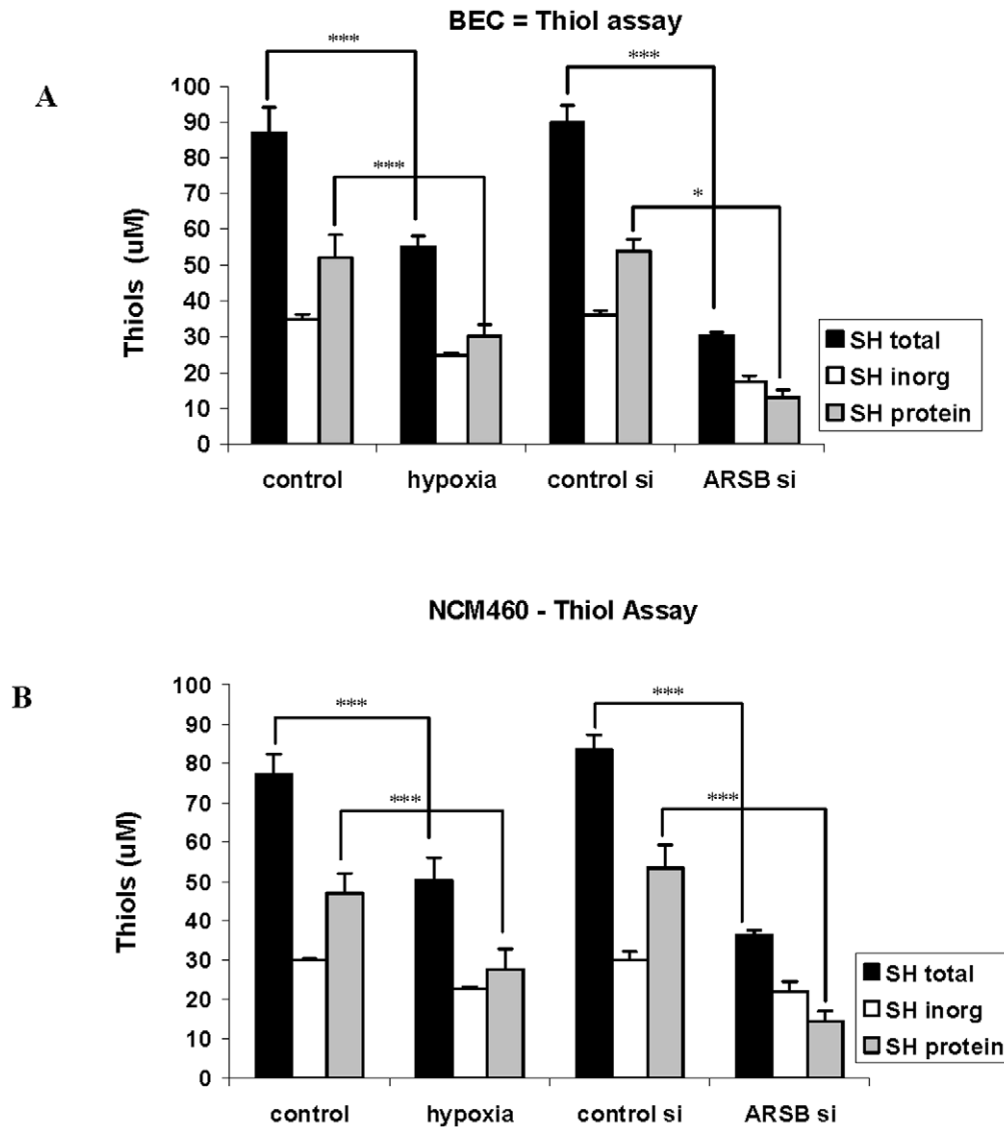 BEC = Thiol assay
A
***
***
***
*
Thiols (uM)
100
90
80
70
60
50
40
30
20
10
0
control hypoxia control si ARSB si
SH total
SH inorg
SH protein
NCM460 - Thiol Assay
B
***
***
***
***
Thiols (uM)
100
90
80
70
60
50
40
30
20
10
0
control hypoxia control si ARSB si
SH total
SH inorg
SH protein